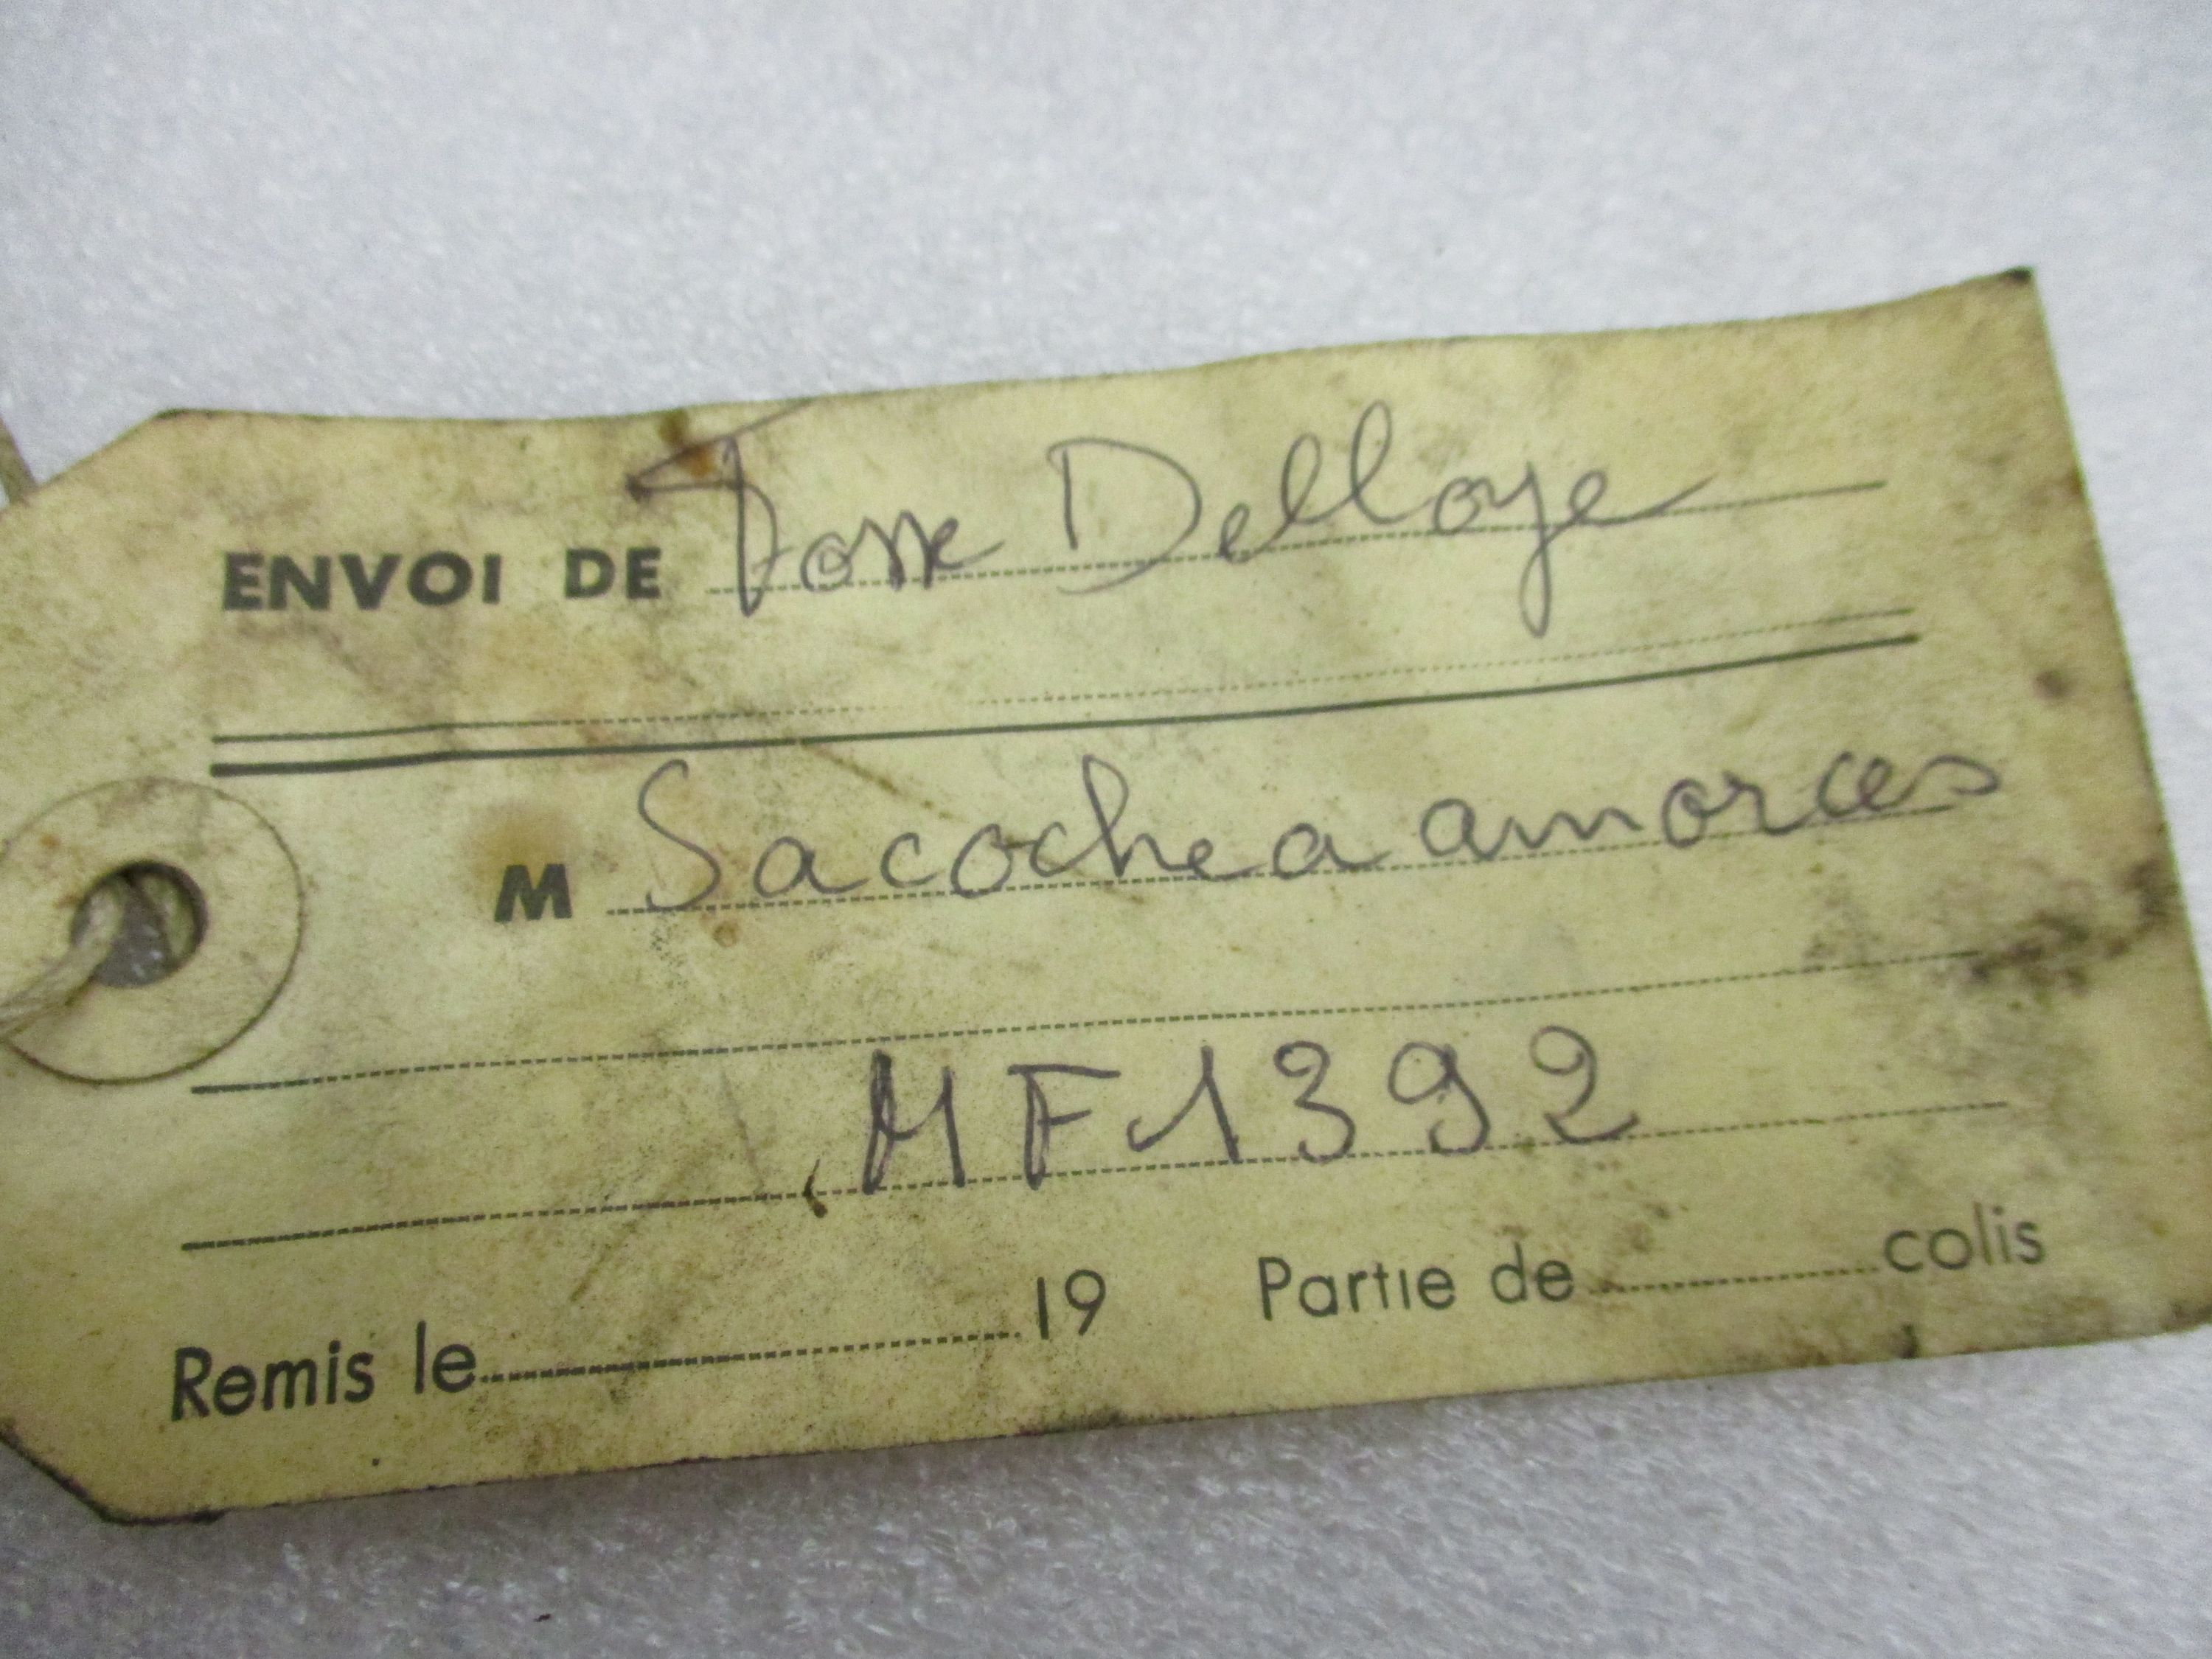 ENVOI DE Fosse Delloye
M Sacoche a amorces
MF1392
Remis le 19 Partie de colis